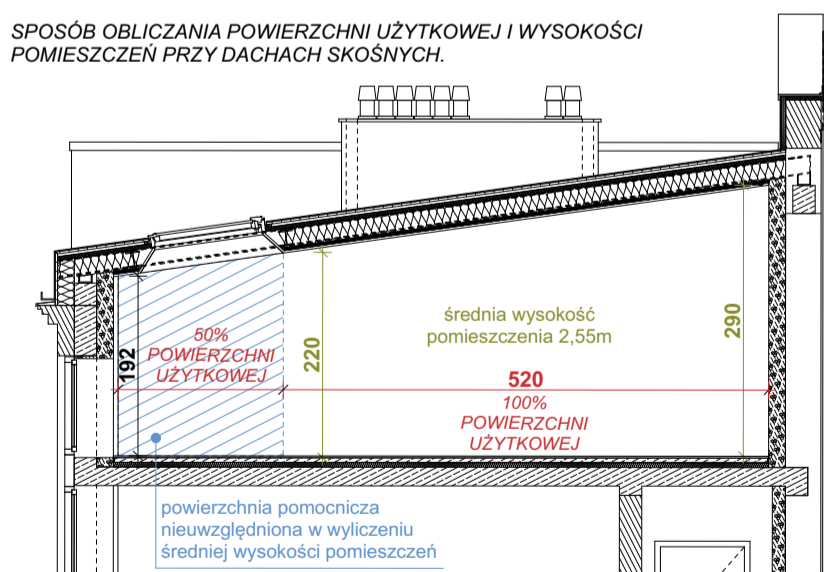 SPOSÓB OBLICZANIA POWIERZCHNI UŻYTKOWEJ I WYSOKOŚCI
POMIESZCZEŃ PRZY DACHACH SKOŚNYCH.
średnia wysokość
pomieszczenia 2,55m
50%
POWIERZCHNI
UŻYTKOWEJ
192
220
290
520
100%
POWIERZCHNI
UŻYTKOWEJ
powierzchnia pomocnicza
nieuwzględniona w wyliczeniu
średniej wysokości pomieszczeń